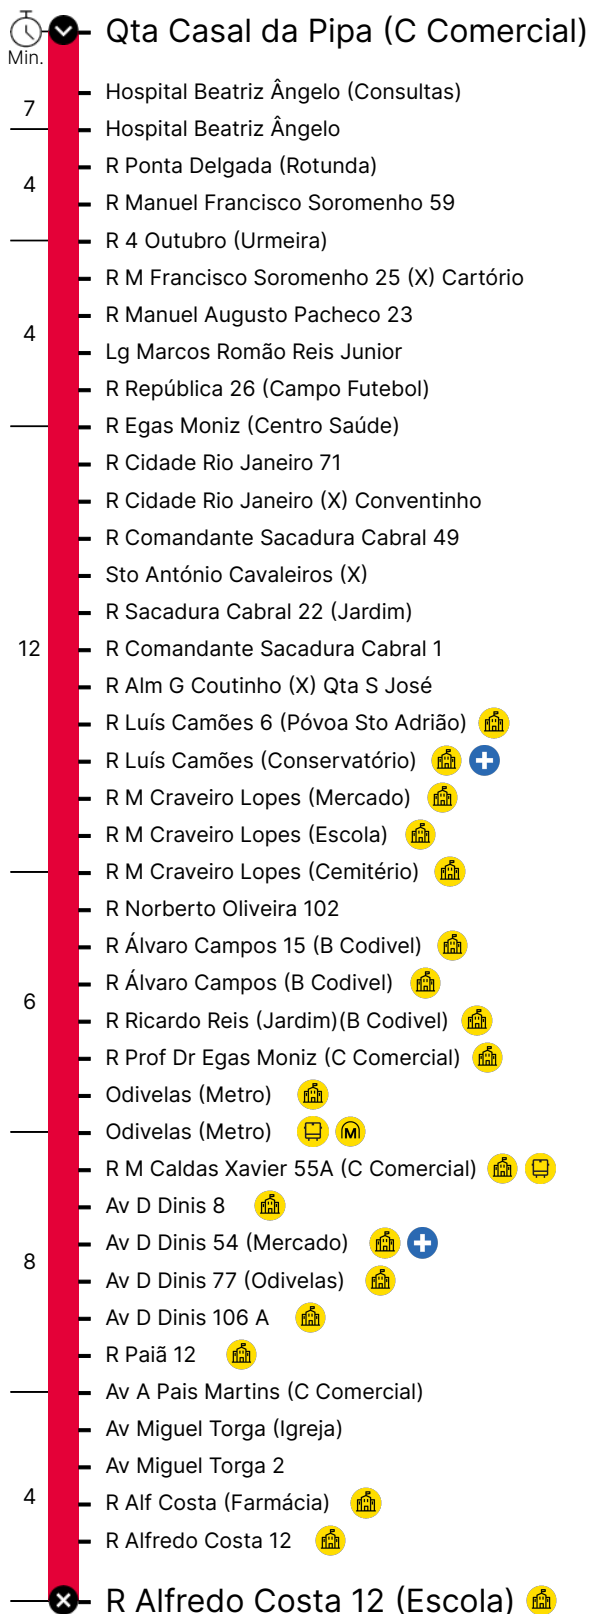 Qta Casal da Pipa (C Comercial)
Min.
Hospital Beatriz Ângelo (Consultas)
7
Hospital Beatriz Ângelo
R Ponta Delgada (Rotunda)
4
R Manuel Francisco Soromenho 59
R 4 Outubro (Urmeira)
R M Francisco Soromenho 25 (X) Cartório
R Manuel Augusto Pacheco 23
4
Lg Marcos Romão Reis Junior
R República 26 (Campo Futebol)
R Egas Moniz (Centro Saúde)
R Cidade Rio Janeiro 71
R Cidade Rio Janeiro (X) Conventinho
R Comandante Sacadura Cabral 49
Sto António Cavaleiros (X)
R Sacadura Cabral 22 (Jardim)
12
R Comandante Sacadura Cabral 1
R Alm G Coutinho (X) Qta S José
R Luís Camões 6 (Póvoa Sto Adrião)
R Luís Camões (Conservatório)
R M Craveiro Lopes (Mercado)
R M Craveiro Lopes (Escola)
R M Craveiro Lopes (Cemitério)
R Norberto Oliveira 102
R Álvaro Campos 15 (B Codivel)
R Álvaro Campos (B Codivel)
6
R Ricardo Reis (Jardim)(B Codivel)
R Prof Dr Egas Moniz (C Comercial)
Odivelas (Metro)
Odivelas (Metro) M
R M Caldas Xavier 55A (C Comercial)
Av D Dinis 8
Av D Dinis 54 (Mercado)
8
Av D Dinis 77 (Odivelas)
Av D Dinis 106 A
R Paiã 12
Av A Pais Martins (C Comercial)
Av Miguel Torga (Igreja)
Av Miguel Torga 2
4
R Alf Costa (Farmácia)
R Alfredo Costa 12
R Alfredo Costa 12 (Escola)